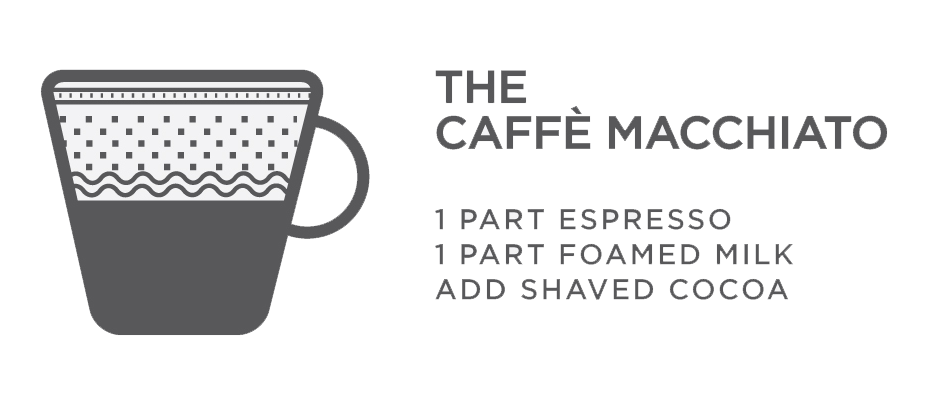 THE
CAFFÈ MACCHIATO
1 PART ESPRESSO
1 PART FOAMED MILK
ADD SHAVED COCOA